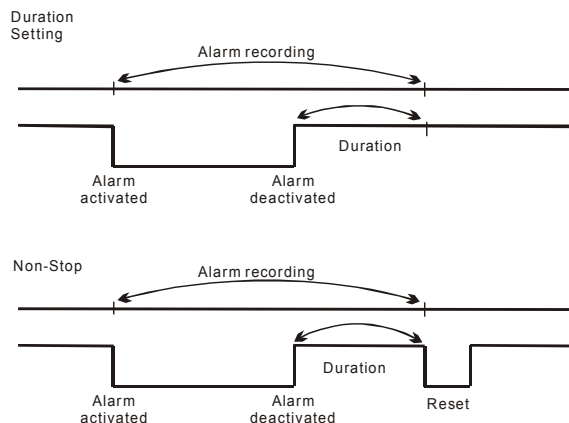 Duration
Setting
Alarm recording
Duration
Alarm
activated
Alarm
deactivated
Non-Stop
Alarm recording
Duration
Alarm
activated
Alarm
deactivated
Reset